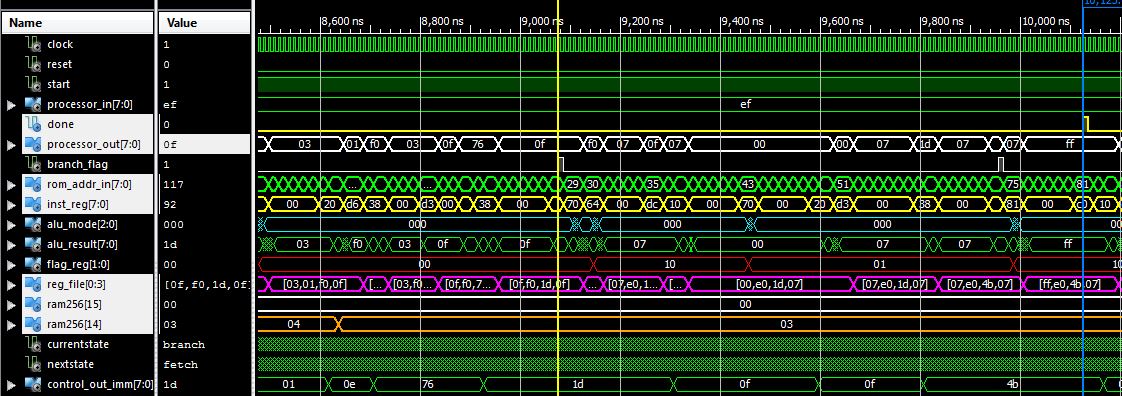 10,125.
Name Value 8,600 ns 8,800 ns 9,000 ns 9,200 ns 9,400 ns 9,600 ns 9,800 ns 10,000 ns
clock 1
reset 0
start 1
processor_in[7:0] ef ef
done 0
processor_out[7:0] 0f 03 01 f0 03 0f 76 0f f0 07 0f 07 00 00 07 1d 07 07 ff
branch_flag 1
rom_addr_in[7:0] 117 ... ... 29 30 35 43 51 75 81
inst_reg[7:0] 92 00 20 d6 38 00 d3 00 38 00 00 70 64 00 dc 10 00 70 00 20 d3 00 38 00 00 81 00 c0 10
alu_mode[2:0] 000 000 000 000 00
alu_result[7:0] 1d 03 f0 03 0f 0f 07 00 07 07 ff
flag_reg[1:0] 00 00 10 01 10
reg_file[0:3] [0f,f0,1d,0f] [03,01,f0,0f] [... [03,f0... [0f,f0,7... [0f,f0,1d,0f] ... [07,e0,1... [... [00,e0,1d,07] [07,e0,1d,07] [07,e0,4b,07] [ff,e0,4b,07]
ram256[15] 00 00
ram256[14] 03 04 03
currentstate branch
nextstate fetch
control_out_imm[7:0] 1d 01 0e 76 1d 0f 0f 4b